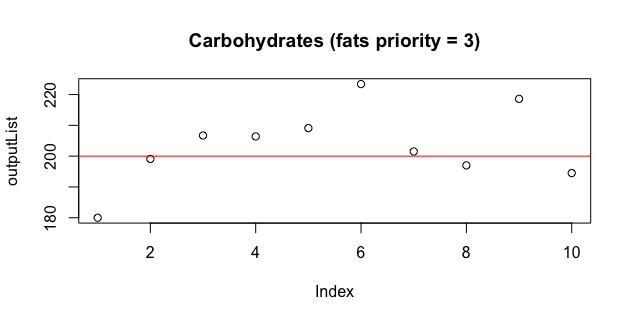 Carbohydrates (fats priority = 3)
outputList
220
200
180
2 4 6 8 10
Index